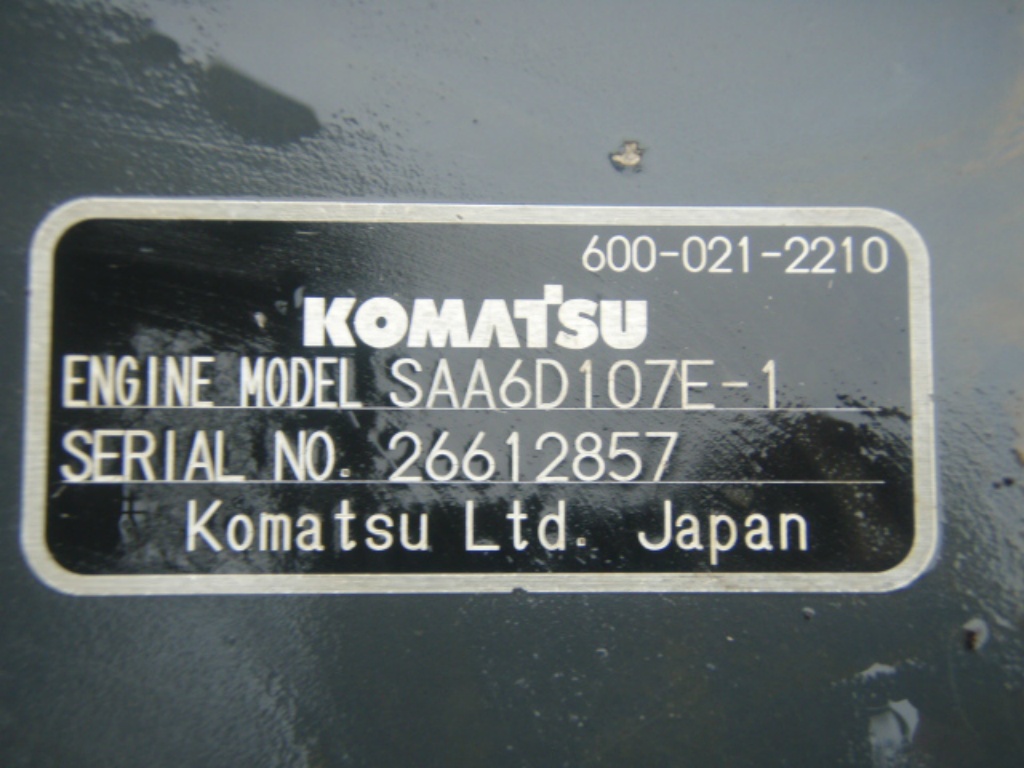 600-021-2210
KOMATSU
ENGINE MODEL SAA6D107E-1
SERIAL NO. 26612857
Komatsu Ltd. Japan